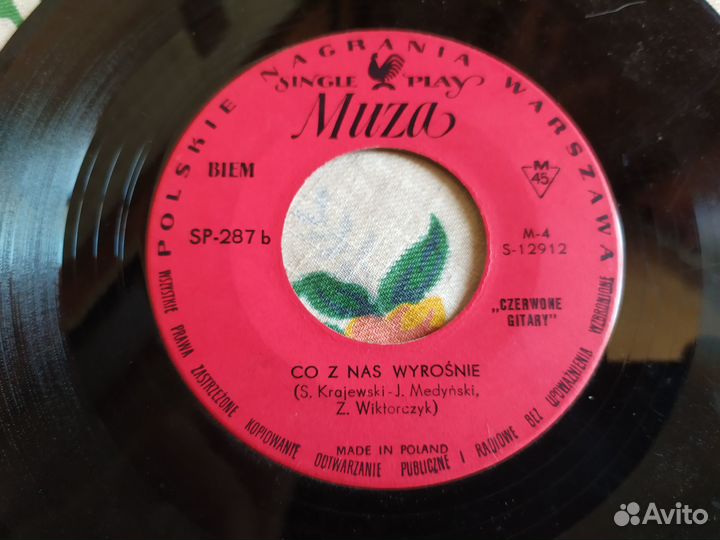 POLSKIE NAGRANIA WARSZAWA
SINGLE PLAY
Muza
BIEM
M
45
SP-287 b
M-4
S-12912
„CZERWONE
GITARY"
CO Z NAS WYROŚNIE
(S. Krajewski-J. Medyński,
Z. Wiktorczyk)
MADE IN POLAND
WSZYSTKIE PRAWA ZASTRZEŻONE KOPIOWANIE ODTWARZANIE PUBLICZNE I RADIOWE BEZ UPOWAŻNIENIA WZBRONIONE
Avito